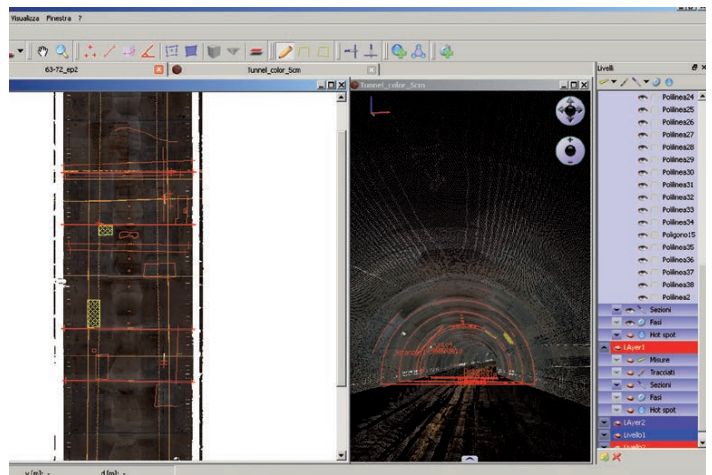 Visualizza Finestra ?
63-72_ep2
Tunnel_color_5cm
Livelli
Tunnel_color_5cm
Polilinea24
Polilinea25
Polilinea26
Polilinea27
Polilinea28
Polilinea29
Polilinea30
Polilinea31
Polilinea32
Polilinea33
Polilinea34
Poligono15
Polilinea35
Polilinea36
Polilinea37
Polilinea38
Polilinea2
Sezioni
Fasi
Hot spot
LAyer1
Misure
Tracciati
Sezioni
Fasi
Hot spot
LAyer2
Livello1
v [m]: -
d [m]: -